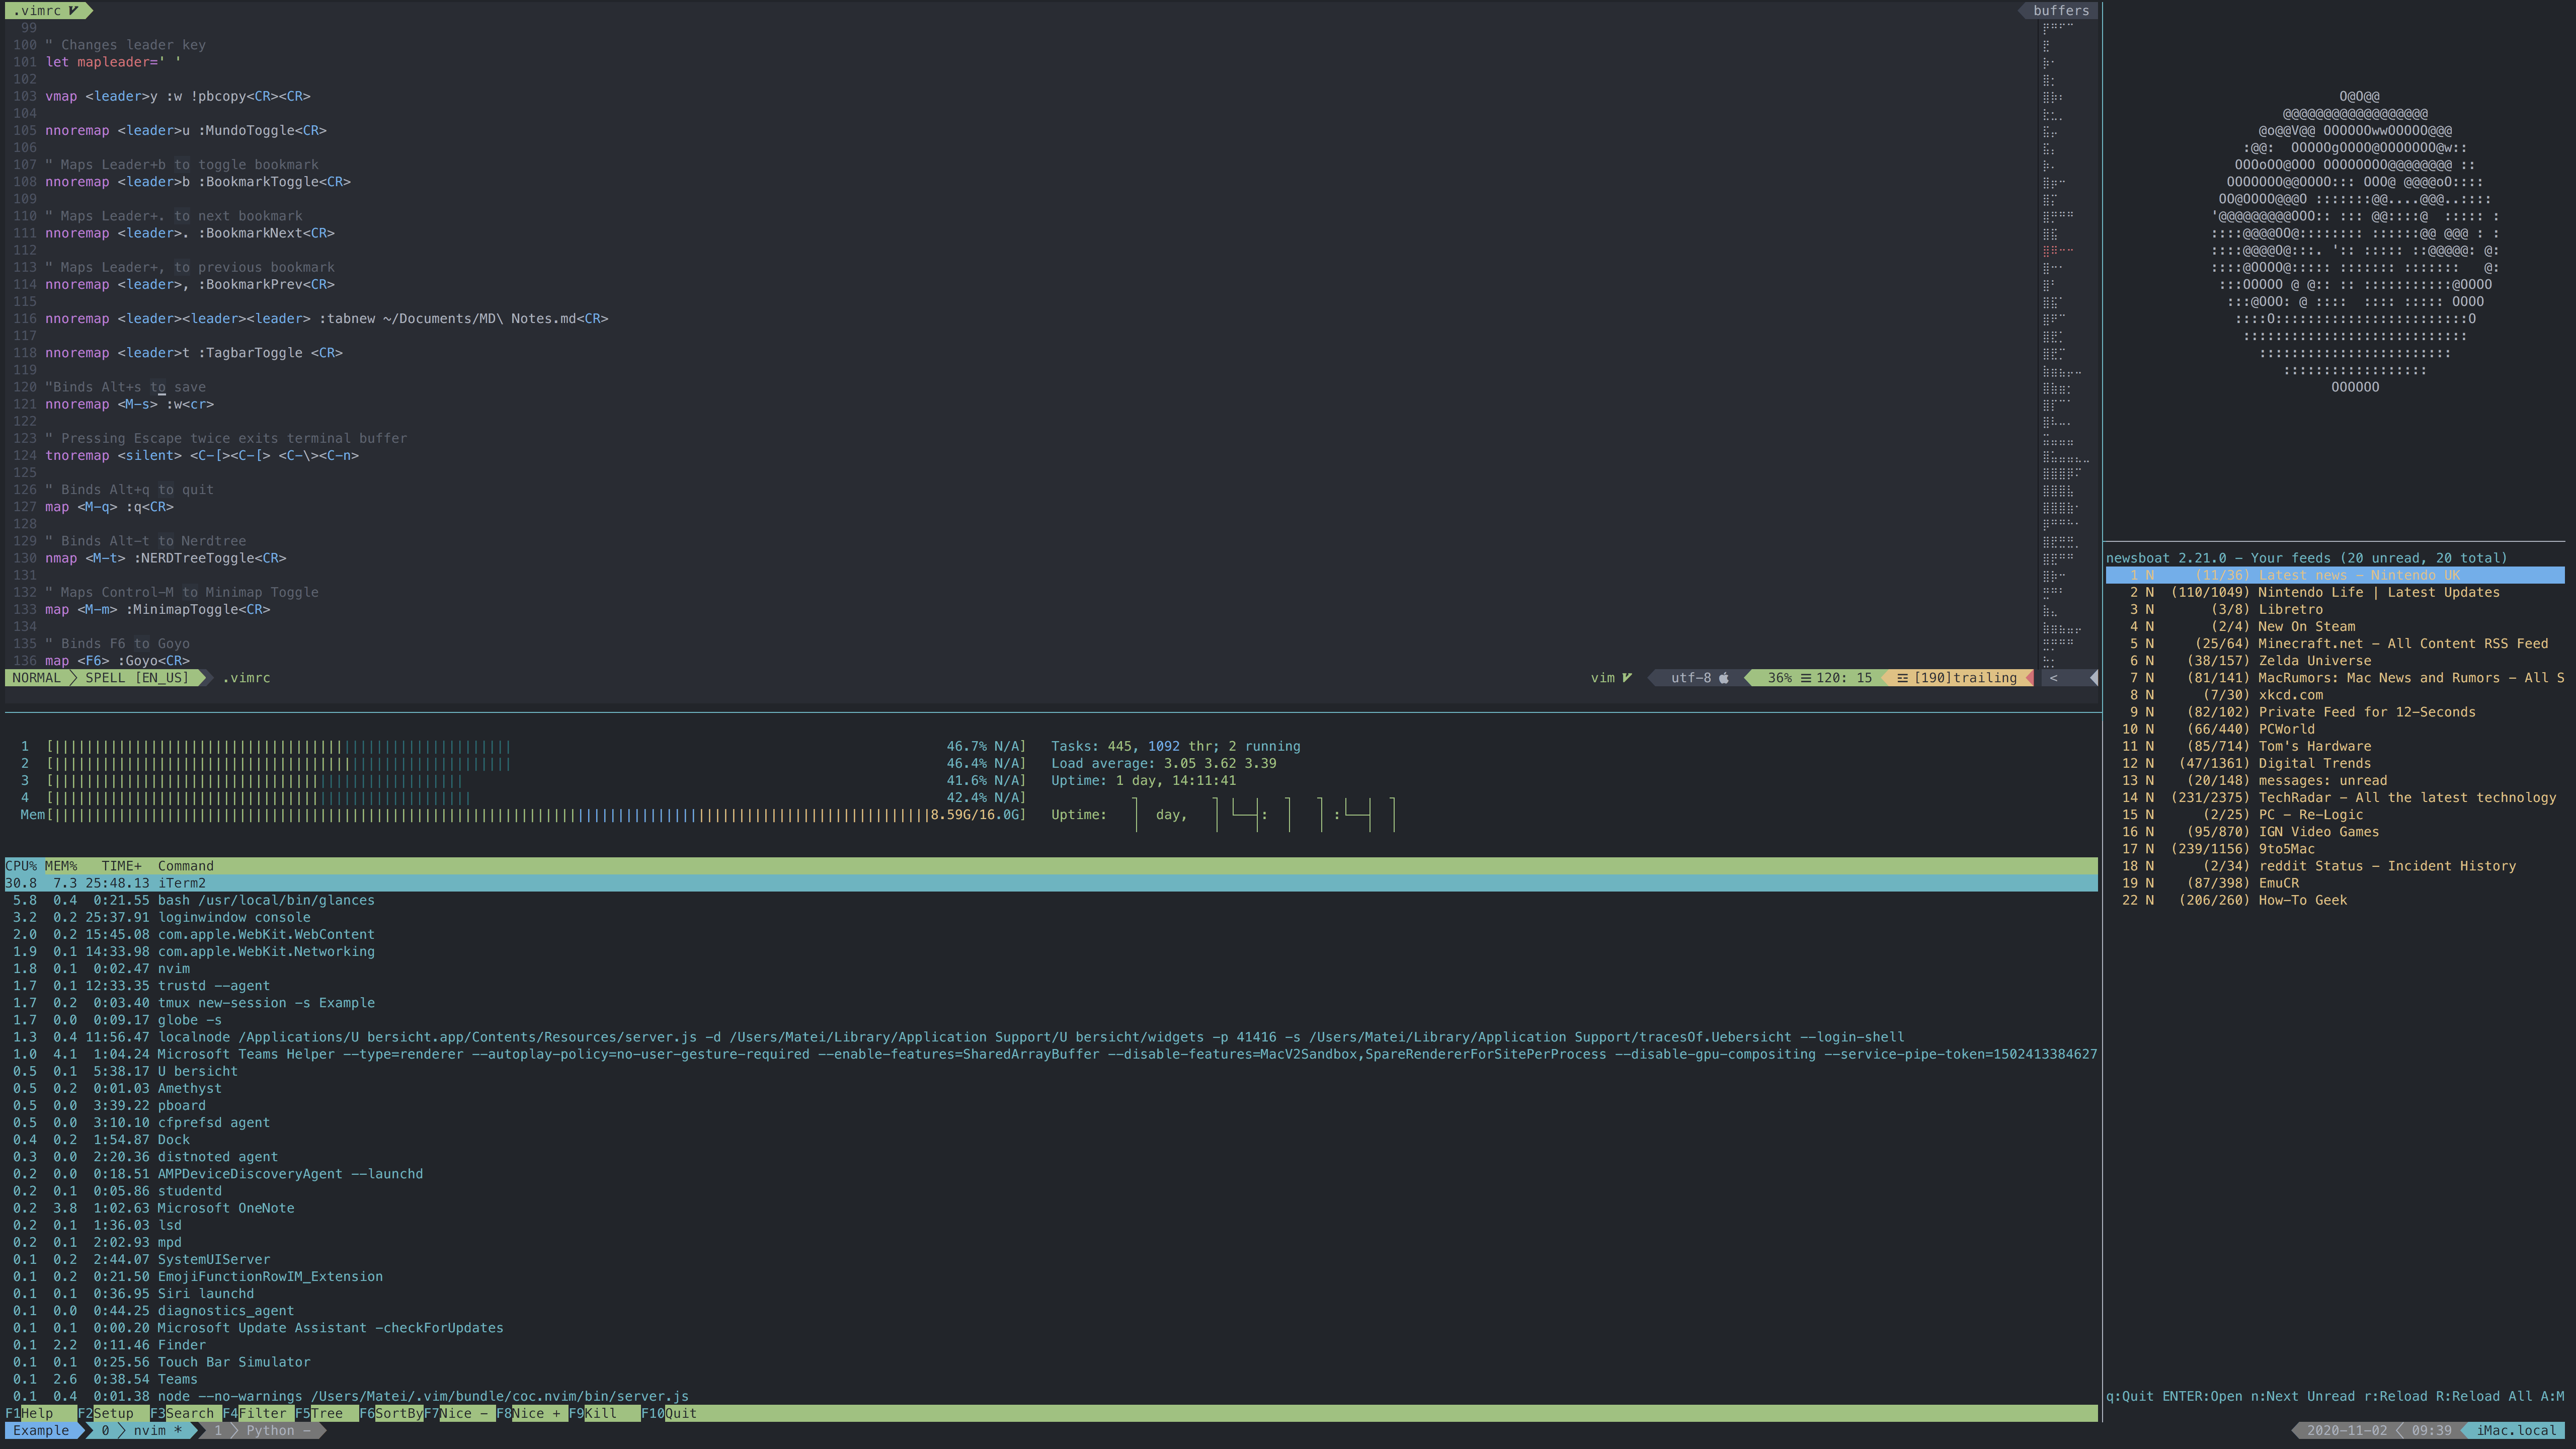 .vimrc
buffers
99
100 " Changes leader key
101 let mapleader=' '
102
103 vmap <leader>y :w !pbcopy<CR><CR>
104
105 nnoremap <leader>u :MundoToggle<CR>
106
107 " Maps Leader+b to toggle bookmark
108 nnoremap <leader>b :BookmarkToggle<CR>
109
110 " Maps Leader+. to next bookmark
111 nnoremap <leader>. :BookmarkNext<CR>
112
113 " Maps Leader+, to previous bookmark
114 nnoremap <leader>, :BookmarkPrev<CR>
115
116 nnoremap <leader><leader><leader> :tabnew ~/Documents/MD\ Notes.md<CR>
117
118 nnoremap <leader>t :TagbarToggle <CR>
119
120 "Binds Alt+s to save
121 nnoremap <M-s> :w<cr>
122
123 " Pressing Escape twice exits terminal buffer
124 tnoremap <silent> <C-[><C-[> <C-\><C-n>
125
126 " Binds Alt+q to quit
127 map <M-q> :q<CR>
128
129 " Binds Alt-t to Nerdtree
130 nmap <M-t> :NERDTreeToggle<CR>
131
132 " Maps Control-M to Minimap Toggle
133 map <M-m> :MinimapToggle<CR>
134
135 " Binds F6 to Goyo
136 map <F6> :Goyo<CR>
NORMAL SPELL [EN_US] .vimrc vim utf-8 36% 120: 15 [190]trailing <
1 [ 46.7% N/A] Tasks: 445, 1092 thr; 2 running
2 [ 46.4% N/A] Load average: 3.05 3.62 3.39
3 [ 41.6% N/A] Uptime: 1 day, 14:11:41
4 [ 42.4% N/A]
Mem[ 8.59G/16.0G] Uptime: 1 day, 14:11:41
CPU% MEM% TIME+ Command
30.8 7.3 25:48.13 iTerm2
5.8 0.4 0:21.55 bash /usr/local/bin/glances
3.2 0.2 25:37.91 loginwindow console
2.0 0.2 15:45.08 com.apple.WebKit.WebContent
1.9 0.1 14:33.98 com.apple.WebKit.Networking
1.8 0.1 0:02.47 nvim
1.7 0.1 12:33.35 trustd --agent
1.7 0.2 0:03.40 tmux new-session -s Example
1.7 0.0 0:09.17 globe -s
1.3 0.4 11:56.47 localnode /Applications/U bersicht.app/Contents/Resources/server.js -d /Users/Matei/Library/Application Support/U bersicht/widgets -p 41416 -s /Users/Matei/Library/Application Support/tracesOf.Uebersicht --login-shell
1.0 4.1 1:04.24 Microsoft Teams Helper --type=renderer --autoplay-policy=no-user-gesture-required --enable-features=SharedArrayBuffer --disable-features=MacV2Sandbox,SpareRendererForSitePerProcess --disable-gpu-compositing --service-pipe-token=1502413384627
0.5 0.1 5:38.17 U bersicht
0.5 0.2 0:01.03 Amethyst
0.5 0.0 3:39.22 pboard
0.5 0.0 3:10.10 cfprefsd agent
0.4 0.2 1:54.87 Dock
0.3 0.0 2:20.36 distnoted agent
0.2 0.0 0:18.51 AMPDeviceDiscoveryAgent --launchd
0.2 0.1 0:05.86 studentd
0.2 3.8 1:02.63 Microsoft OneNote
0.2 0.1 1:36.03 lsd
0.2 0.1 2:02.93 mpd
0.1 0.2 2:44.07 SystemUIServer
0.1 0.2 0:21.50 EmojiFunctionRowIM_Extension
0.1 0.1 0:36.95 Siri launchd
0.1 0.0 0:44.25 diagnostics_agent
0.1 0.1 0:00.20 Microsoft Update Assistant -checkForUpdates
0.1 2.2 0:11.46 Finder
0.1 0.1 0:25.56 Touch Bar Simulator
0.1 2.6 0:38.54 Teams
0.1 0.4 0:01.38 node --no-warnings /Users/Matei/.vim/bundle/coc.nvim/bin/server.js
F1Help F2Setup F3Search F4Filter F5Tree F6SortByF7Nice -F8Nice +F9Kill F10Quit
newsboat 2.21.0 - Your feeds (20 unread, 20 total)
1 N (11/36) Latest news - Nintendo UK
2 N (110/1049) Nintendo Life | Latest Updates
3 N (3/8) Libretro
4 N (2/4) New On Steam
5 N (25/64) Minecraft.net - All Content RSS Feed
6 N (38/157) Zelda Universe
7 N (81/141) MacRumors: Mac News and Rumors - All S
8 N (7/30) xkcd.com
9 N (82/102) Private Feed for 12-Seconds
10 N (66/440) PCWorld
11 N (85/714) Tom's Hardware
12 N (47/1361) Digital Trends
13 N (20/148) messages: unread
14 N (231/2375) TechRadar - All the latest technology
15 N (2/25) PC - Re-Logic
16 N (95/870) IGN Video Games
17 N (239/1156) 9to5Mac
18 N (2/34) reddit Status - Incident History
19 N (87/398) EmuCR
22 N (206/260) How-To Geek
q:Quit ENTER:Open n:Next Unread r:Reload R:Reload All A:M
Example 0 nvim * 1 Python - 2020-11-02 09:39 iMac.local